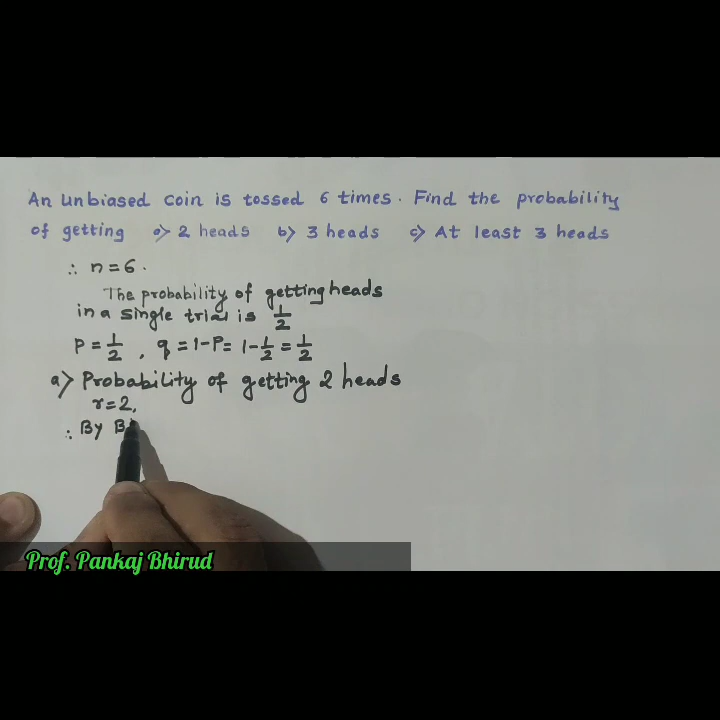 An unbiased coin is tossed 6 times. Find the probability
of getting a> 2 heads b> 3 heads c> At least 3 heads
∴ n = 6.
The probability of getting heads
in a single trial is 1/2
P = 1/2 , q = 1-P = 1 - 1/2 = 1/2
a> Probability of getting 2 heads
r = 2,
∴ By B
Prof. Pankaj Bhirud